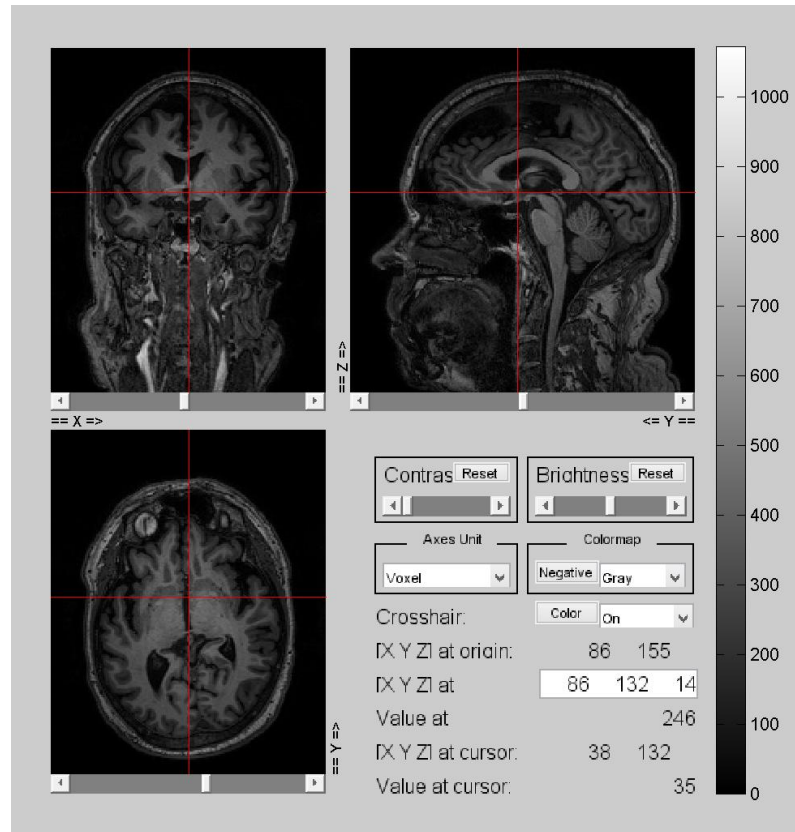 1000
900
800
700
600
500
400
300
200
100
0
== Z =>
== X =>
<= Y ==
== Y =>
Contras Reset
Brightness Reset
Axes Unit
Voxel
Colormap
Negative Gray
Crosshair: Color On
[X Y Z] at origin: 86 155
[X Y Z] at 86 132 14
Value at 246
[X Y Z] at cursor: 38 132
Value at cursor: 35